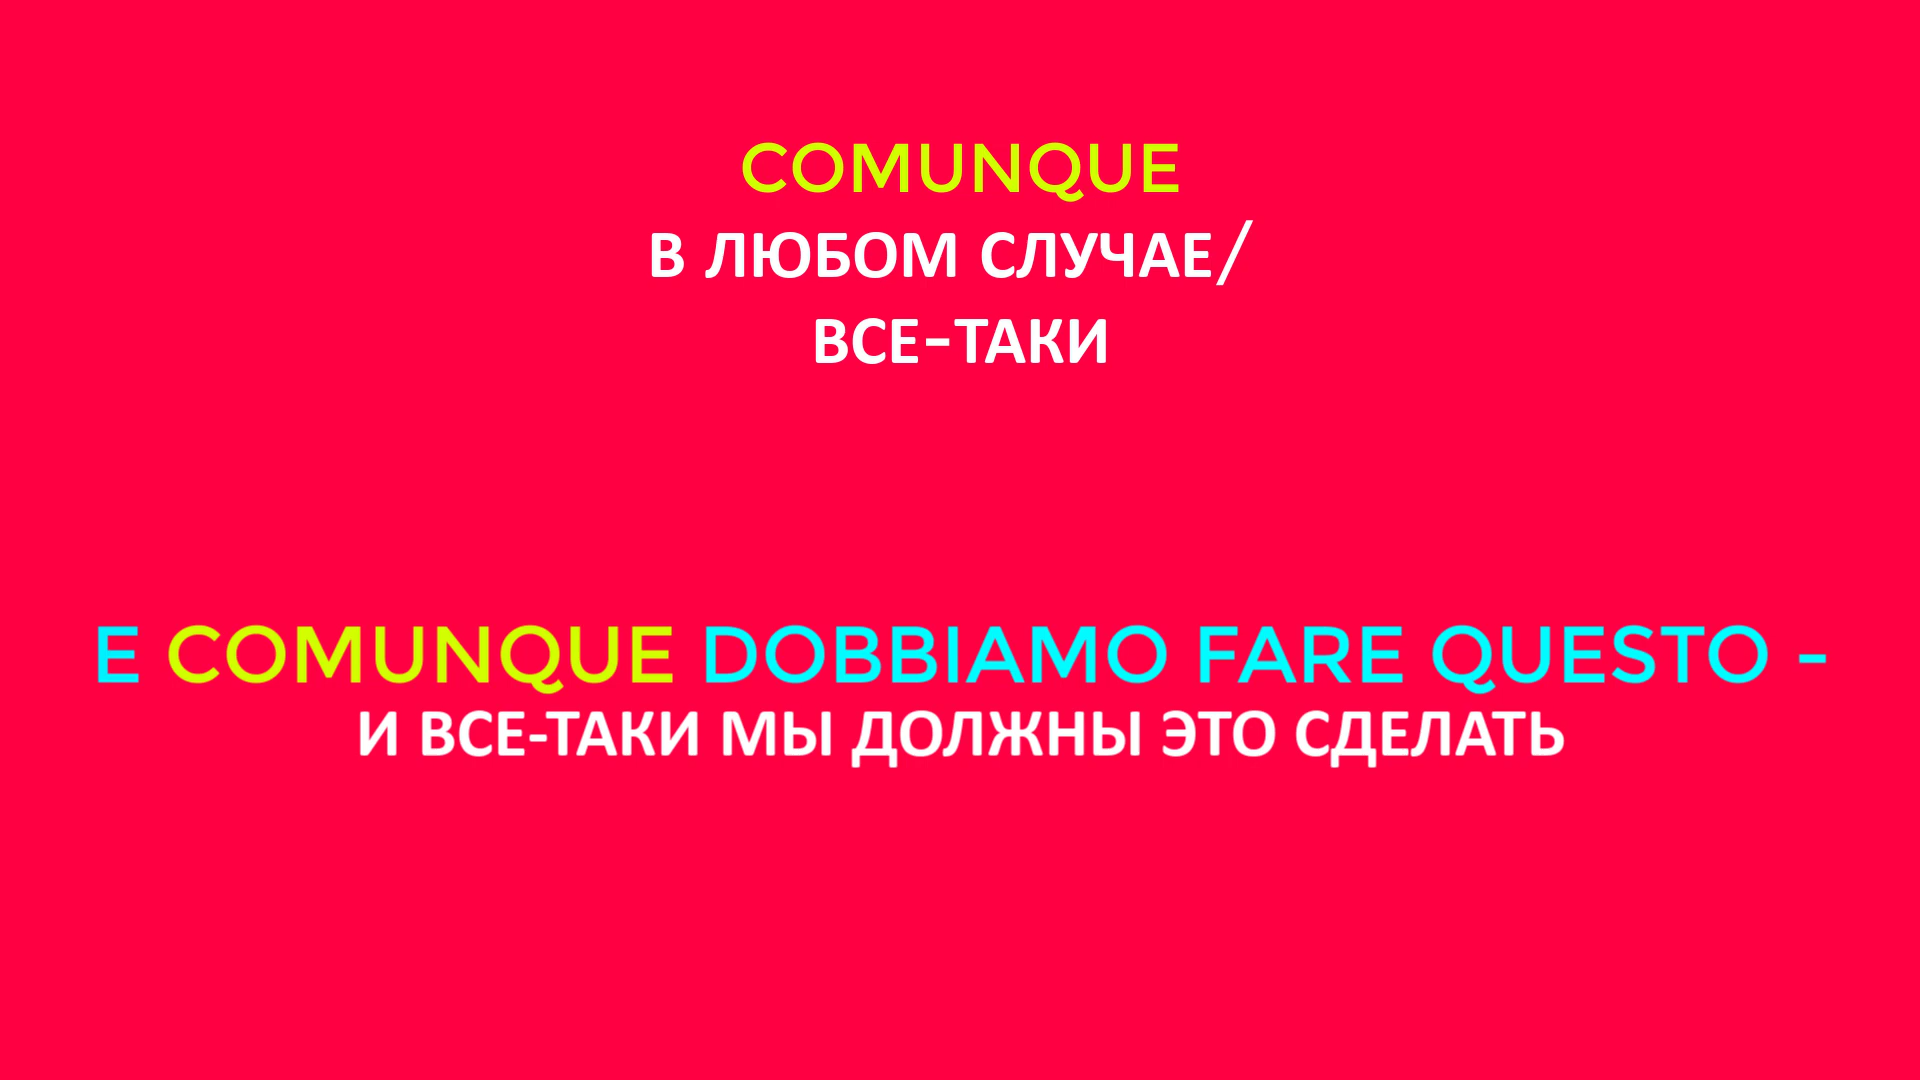 COMUNQUE
В ЛЮБОМ СЛУЧАЕ/
ВСЕ-ТАКИ
E COMUNQUE DOBBIAMO FARE QUESTO -
И ВСЕ-ТАКИ МЫ ДОЛЖНЫ ЭТО СДЕЛАТЬ